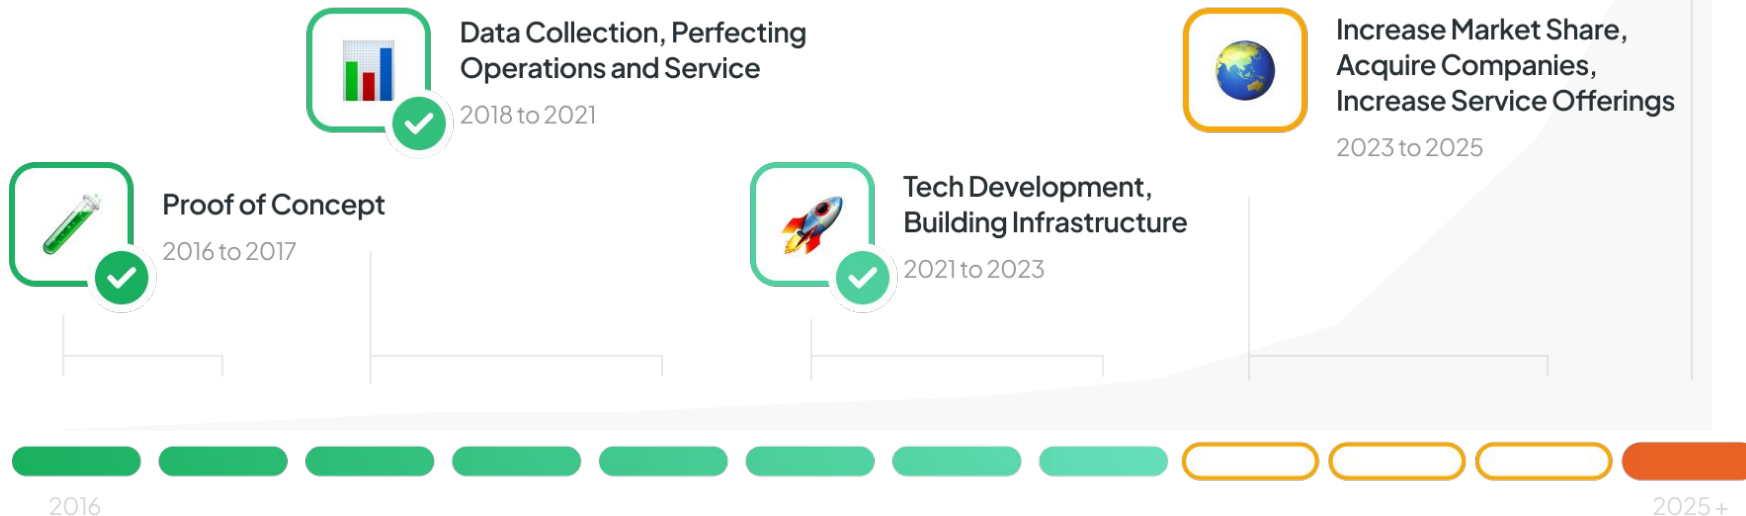 Data Collection, Perfecting
Operations and Service
2018 to 2021
Increase Market Share,
Acquire Companies,
Increase Service Offerings
2023 to 2025
Proof of Concept
2016 to 2017
Tech Development,
Building Infrastructure
2021 to 2023
2016
2025 +